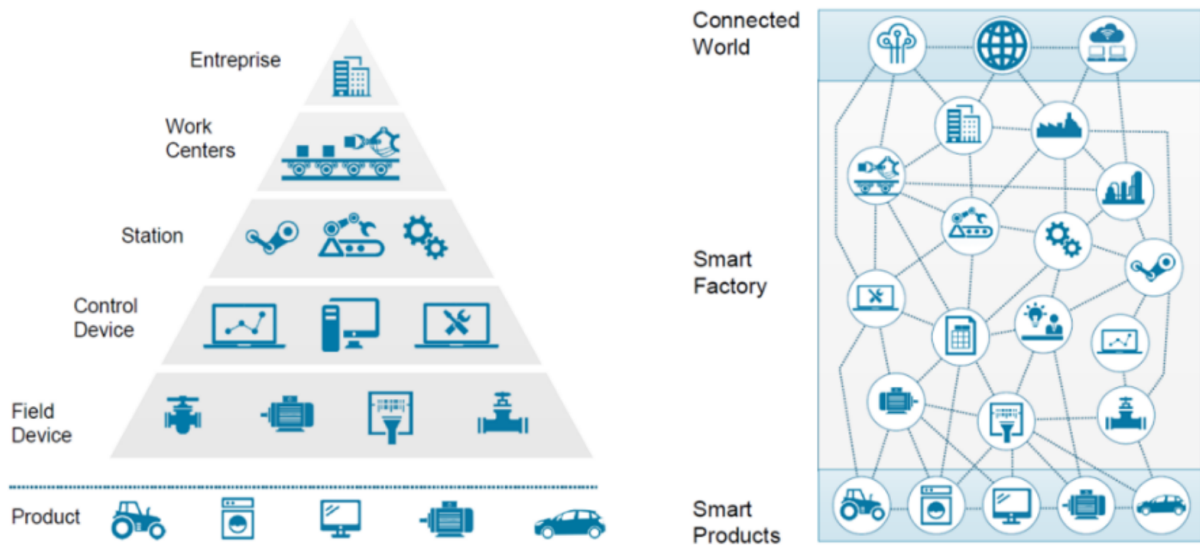 Entreprise
Work
Centers
Station
Control
Device
Field
Device
Product
Connected
World
Smart
Factory
Smart
Products